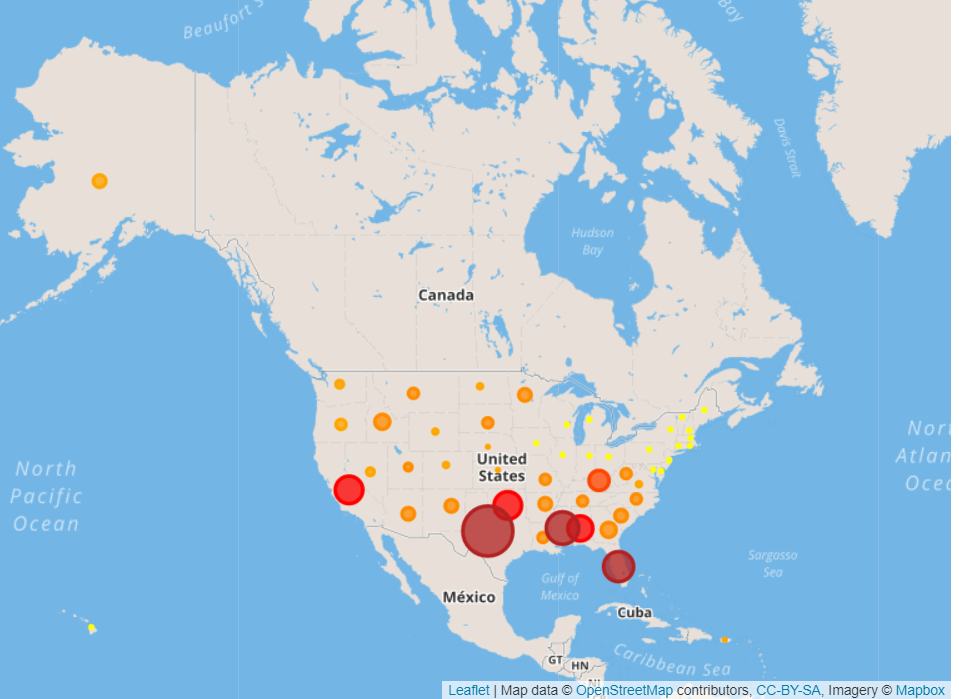 Beaufort S
Bay
Davis Strait
Hudson
Bay
Canada
North
Pacific
Ocean
United
States
Nort
Atlan
Ocea
Sargasso
Sea
Gulf of
Mexico
México
Cuba
GT
HN
NI
Caribbean Sea
Leaflet | Map data © OpenStreetMap contributors, CC-BY-SA, Imagery © Mapbox